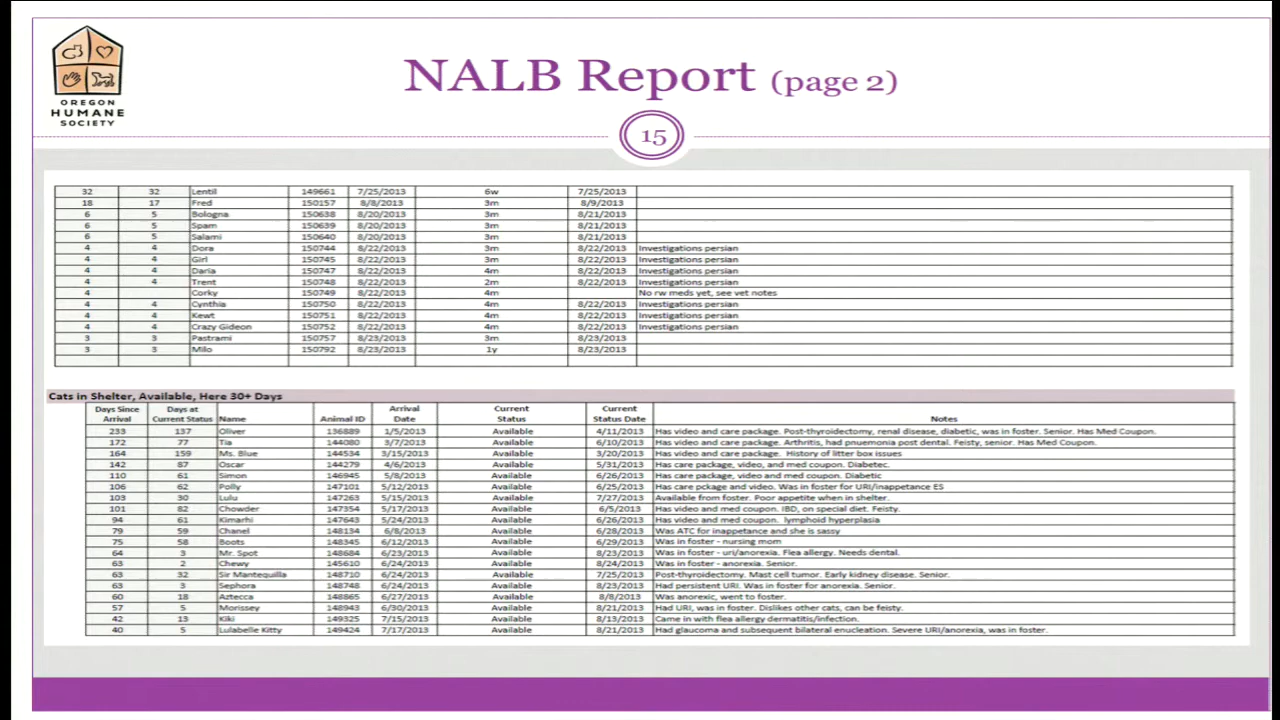 NALB Report (page 2)
OREGON
HUMANE
SOCIETY
15
32 32 Lentil 149661 7/25/2013 6w 7/25/2013
18 17 Fred 150157 8/8/2013 3m 8/9/2013
6 5 Bologna 150638 8/20/2013 3m 8/21/2013
6 5 Spam 150639 8/20/2013 3m 8/21/2013
6 5 Salami 150640 8/20/2013 3m 8/21/2013
4 4 Dora 150744 8/22/2013 3m 8/22/2013 Investigations persian
4 4 Girl 150745 8/22/2013 3m 8/22/2013 Investigations persian
4 4 Daria 150747 8/22/2013 4m 8/22/2013 Investigations persian
4 4 Trent 150748 8/22/2013 2m 8/22/2013 Investigations persian
4 Corky 150749 8/22/2013 4m No rw meds yet, see vet notes
4 4 Cynthia 150750 8/22/2013 4m 8/22/2013 Investigations persian
4 4 Kewt 150751 8/22/2013 4m 8/22/2013 Investigations persian
4 4 Crazy Gideon 150752 8/22/2013 4m 8/22/2013 Investigations persian
3 3 Pastrami 150757 8/23/2013 3m 8/23/2013
3 3 Milo 150792 8/23/2013 1y 8/23/2013
Cats in Shelter, Available, Here 30+ Days
Days Since Days at Arrival Current Current
Arrival Current Status Name Animal ID Date Status Status Date Notes
233 137 Oliver 136889 1/5/2013 Available 4/11/2013 Has video and care package. Post-thyroidectomy, renal disease, diabetic, was in foster. Senior. Has Med Coupon.
172 77 Tia 144080 3/7/2013 Available 6/10/2013 Has video and care package. Arthritis, had pnuemonia post dental. Feisty, senior. Has Med Coupon.
164 159 Ms. Blue 144534 3/15/2013 Available 3/20/2013 Has video and care package. History of litter box issues
142 87 Oscar 144279 4/6/2013 Available 5/31/2013 Has care package, video, and med coupon. Diabetec.
110 61 Simon 146945 5/8/2013 Available 6/26/2013 Has care package, video and med coupon. Diabetic
106 62 Polly 147101 5/12/2013 Available 6/25/2013 Has care pckage and video. Was in foster for URI/inappetance ES
103 30 Lulu 147263 5/15/2013 Available 7/27/2013 Available from foster. Poor appetite when in shelter.
101 82 Chowder 147354 5/17/2013 Available 6/5/2013 Has video and med coupon. IBD, on special diet. Feisty.
94 61 Kimarhi 147643 5/24/2013 Available 6/26/2013 Has video and med coupon. lymphoid hyperplasia
79 59 Chanel 148134 6/8/2013 Available 6/28/2013 Was ATC for inappetance and she is sassy
75 58 Boots 148345 6/12/2013 Available 6/29/2013 Was in foster - nursing mom
64 3 Mr. Spot 148684 6/23/2013 Available 8/23/2013 Was in foster - uri/anorexia. Flea allergy. Needs dental.
63 2 Chewy 145610 6/24/2013 Available 8/24/2013 Was in foster - anorexia. Senior.
63 32 Sir Mantequilla 148710 6/24/2013 Available 7/25/2013 Post-thyroidectomy. Mast cell tumor. Early kidney disease. Senior.
63 3 Sephora 148748 6/24/2013 Available 8/23/2013 Had persistent URI. Was in foster for anorexia. Senior.
60 18 Aztecca 148865 6/27/2013 Available 8/8/2013 Was anorexic, went to foster.
57 5 Morissey 148943 6/30/2013 Available 8/21/2013 Had URI, was in foster. Dislikes other cats, can be feisty.
42 13 Kiki 149325 7/15/2013 Available 8/13/2013 Came in with flea allergy dermatitis/infection.
40 5 Lulabelle Kitty 149424 7/17/2013 Available 8/21/2013 Had glaucoma and subsequent bilateral enucleation. Severe URI/anorexia, was in foster.